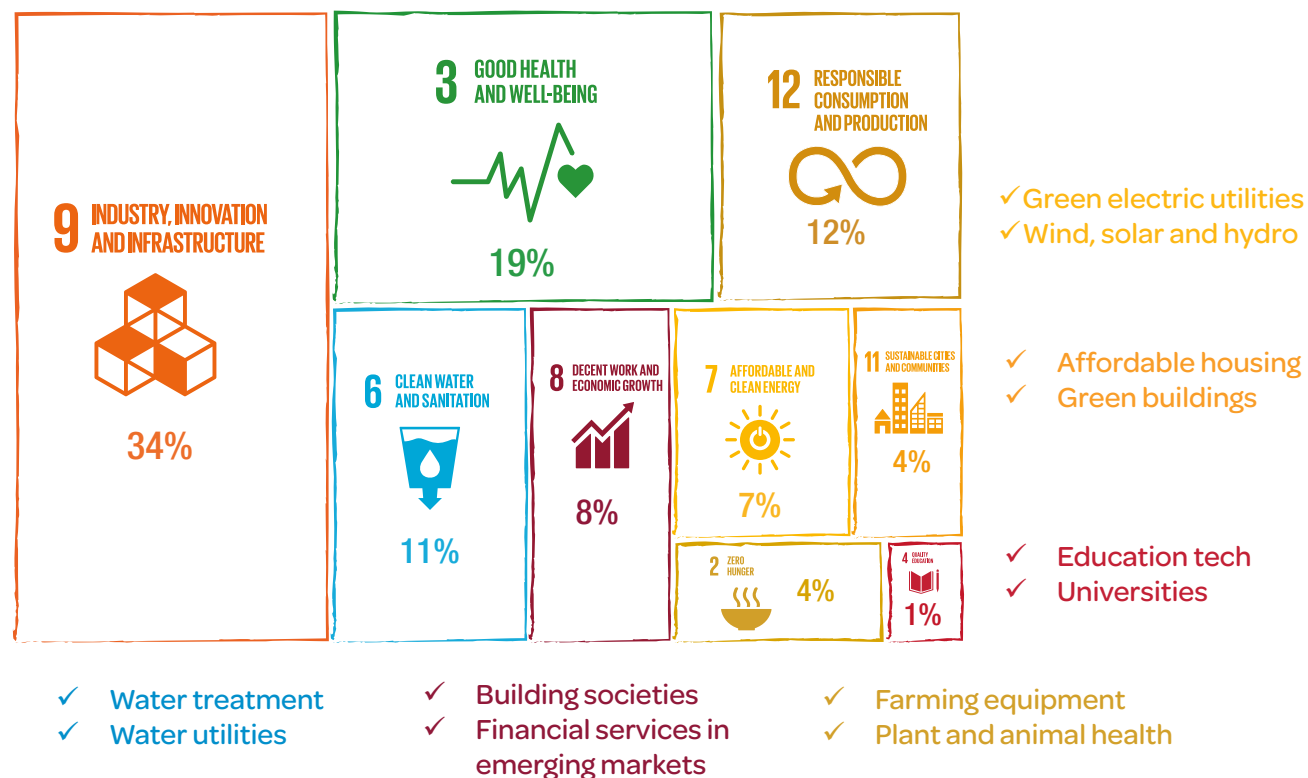 9 INDUSTRY, INNOVATION
AND INFRASTRUCTURE
34%
3 GOOD HEALTH
AND WELL-BEING
19%
12 RESPONSIBLE
CONSUMPTION
AND PRODUCTION
12%
✓ Green electric utilities
✓ Wind, solar and hydro
6 CLEAN WATER
AND SANITATION
11%
8 DECENT WORK AND
ECONOMIC GROWTH
8%
7 AFFORDABLE AND
CLEAN ENERGY
7%
11 SUSTAINABLE CITIES
AND COMMUNITIES
4%
✓ Affordable housing
✓ Green buildings
2 ZERO
HUNGER
4%
4 QUALITY
EDUCATION
1%
✓ Education tech
✓ Universities
✓ Water treatment
✓ Water utilities
✓ Building societies
✓ Financial services in
emerging markets
✓ Farming equipment
✓ Plant and animal health